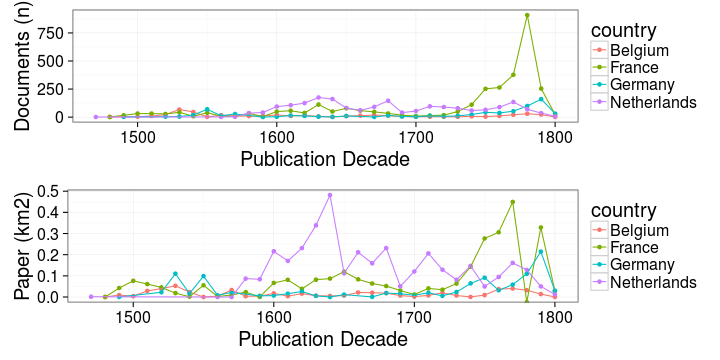 Documents (n)
750
500
250
0
1500
1600
1700
1800
Publication Decade
country
Belgium
France
Germany
Netherlands
Paper (km2)
0.5
0.4
0.3
0.2
0.1
0.0
1500
1600
1700
1800
Publication Decade
country
Belgium
France
Germany
Netherlands